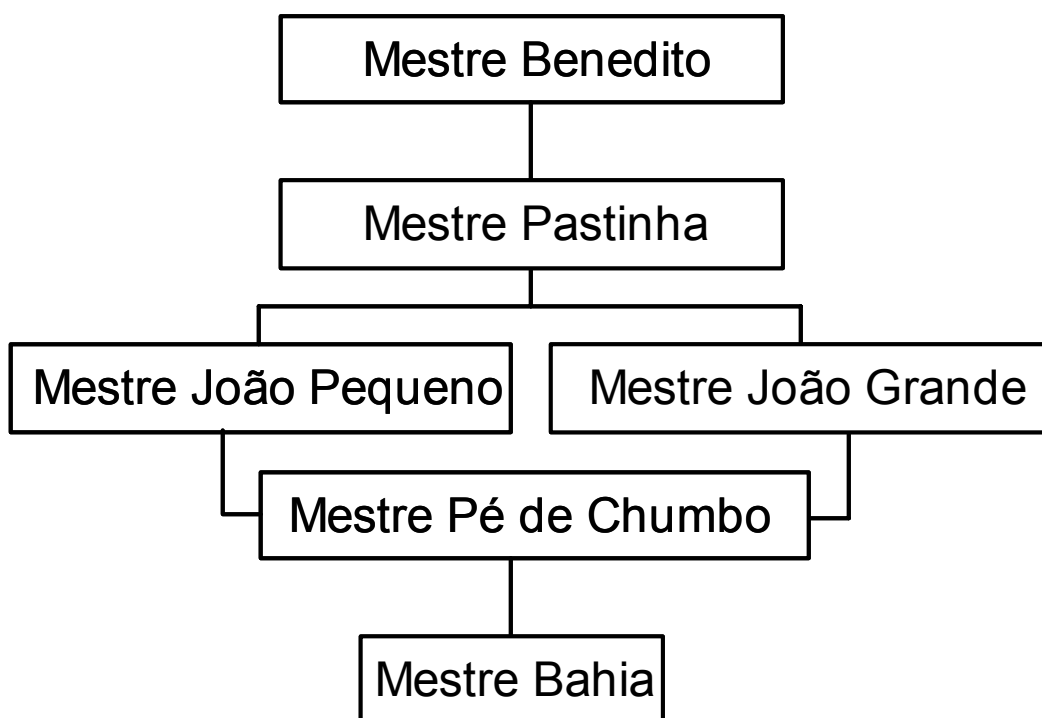 Mestre Benedito
Mestre Pastinha
Mestre João Pequeno
Mestre João Grande
Mestre Pé de Chumbo
Mestre Bahia